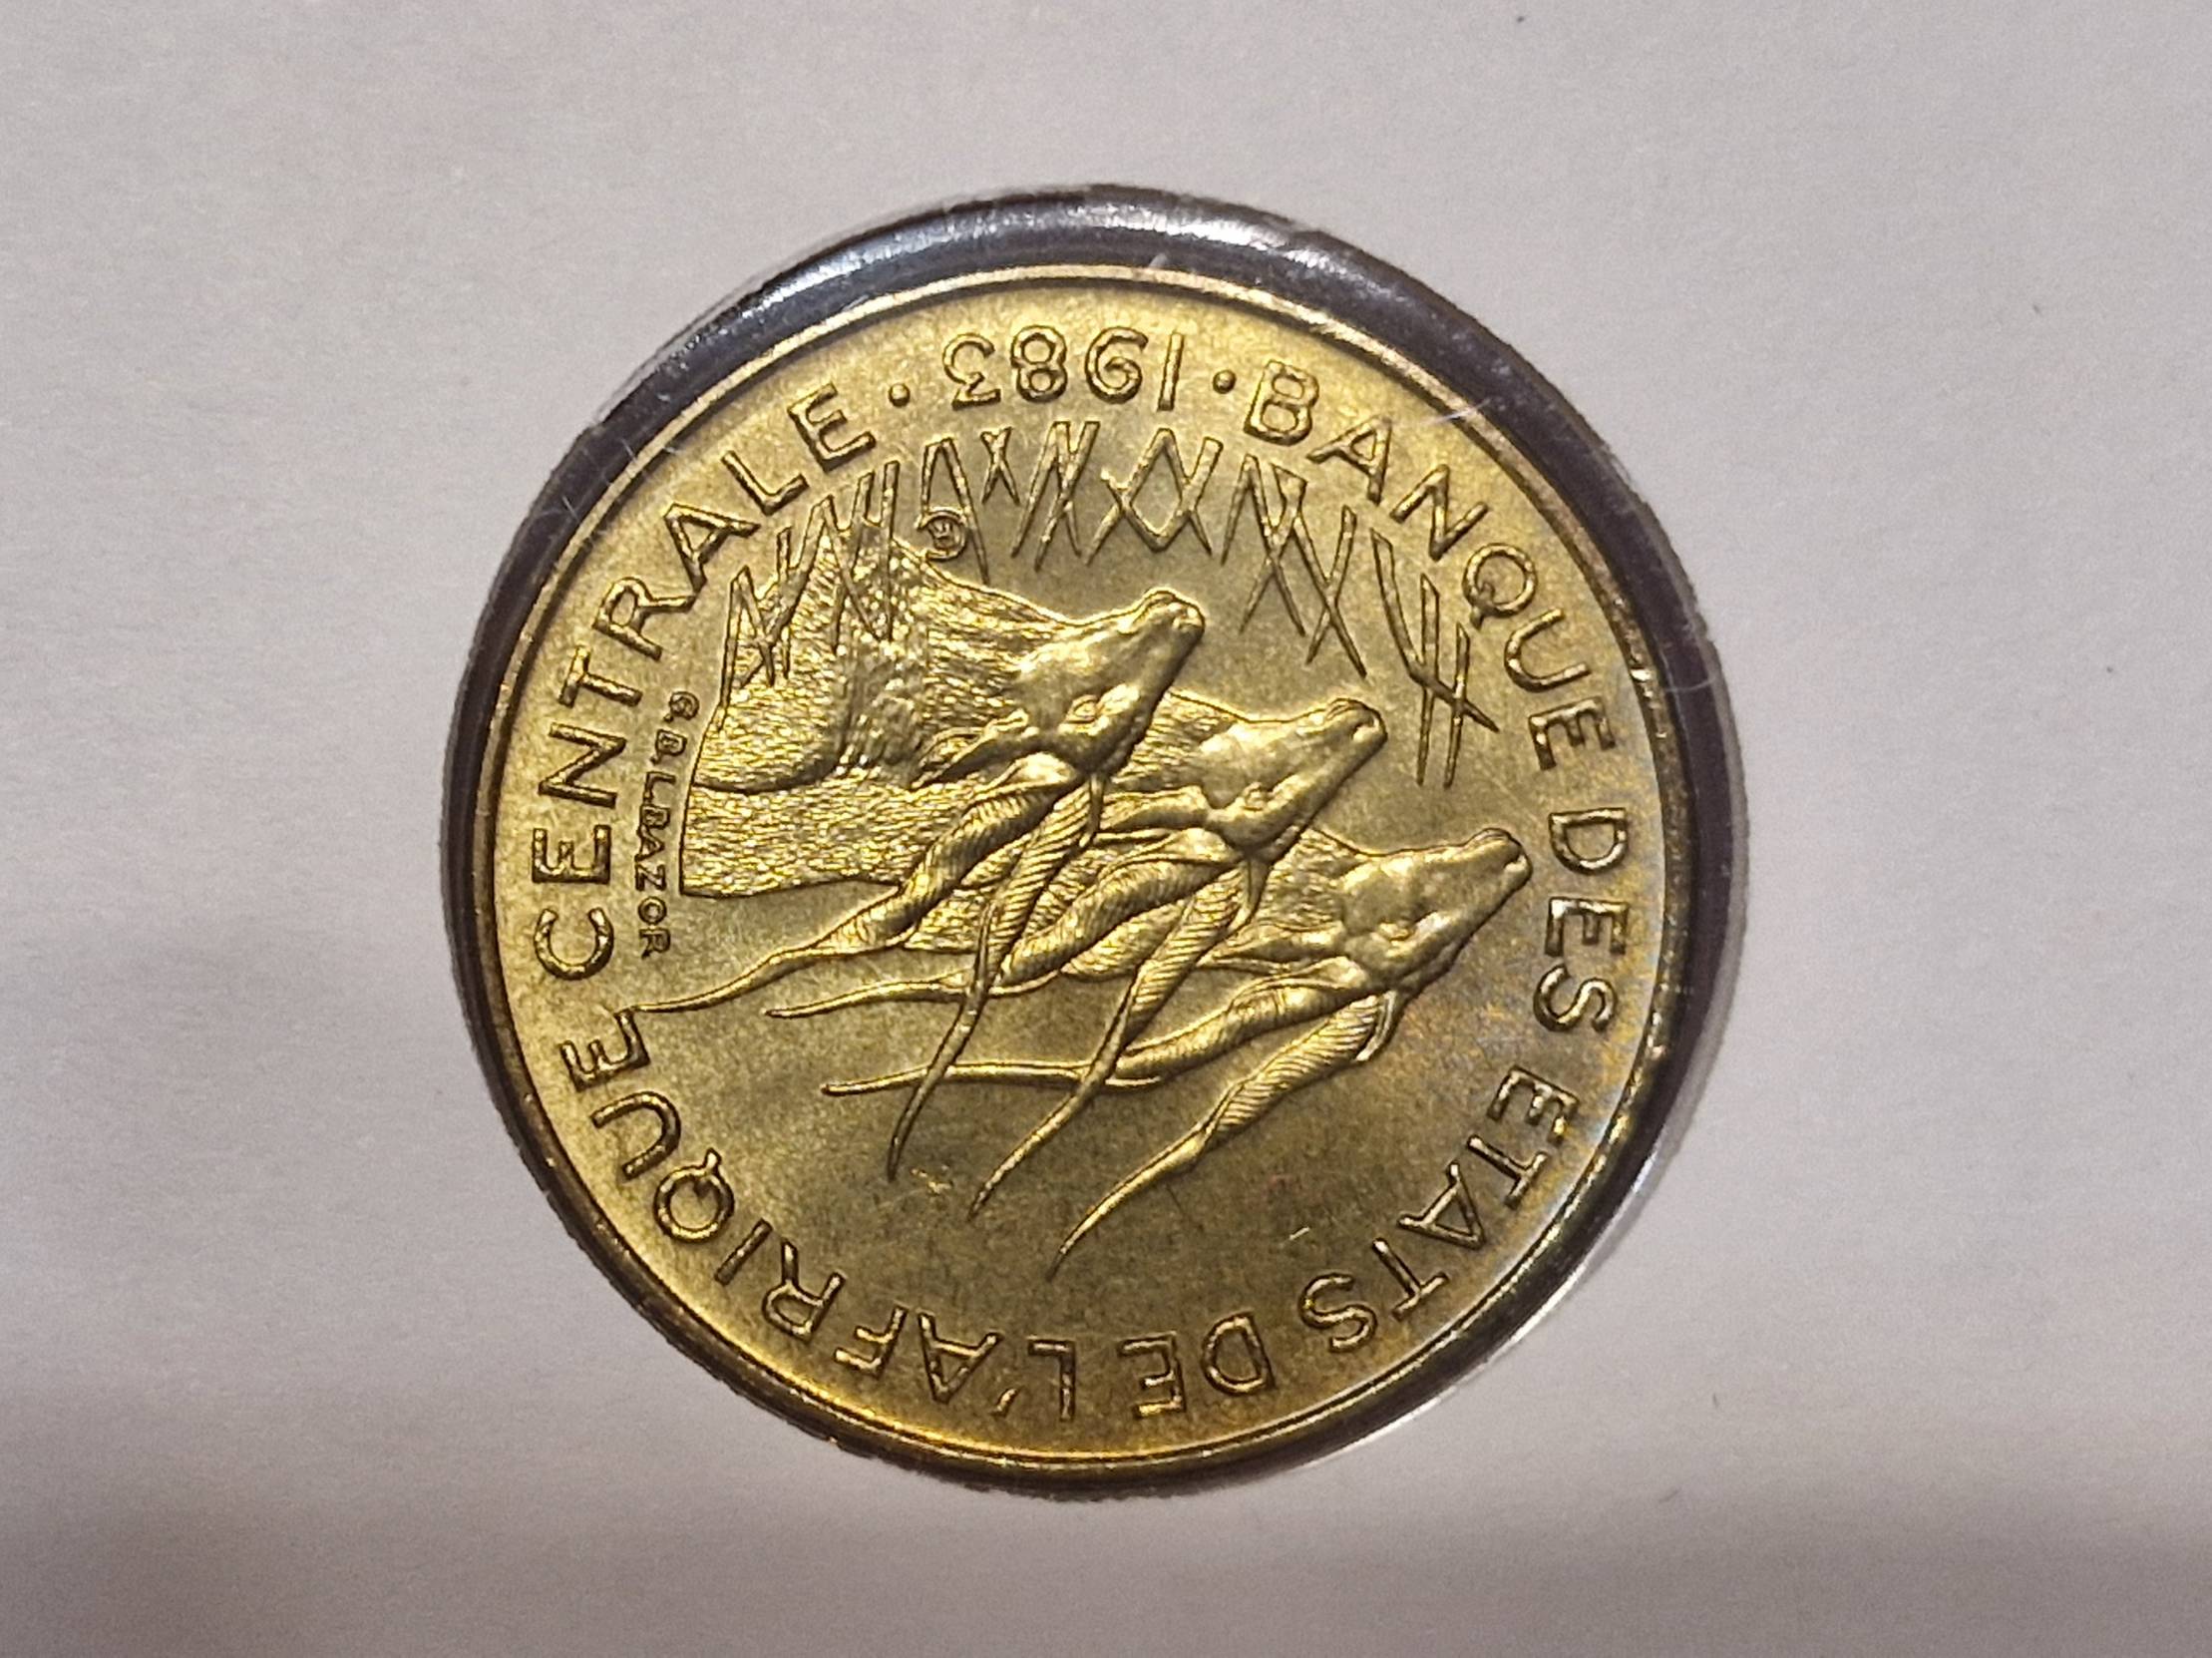 BANQUE DES ETATS DE L'AFRIQUE CENTRALE · 1983 ·
G.B.L.BAZOR